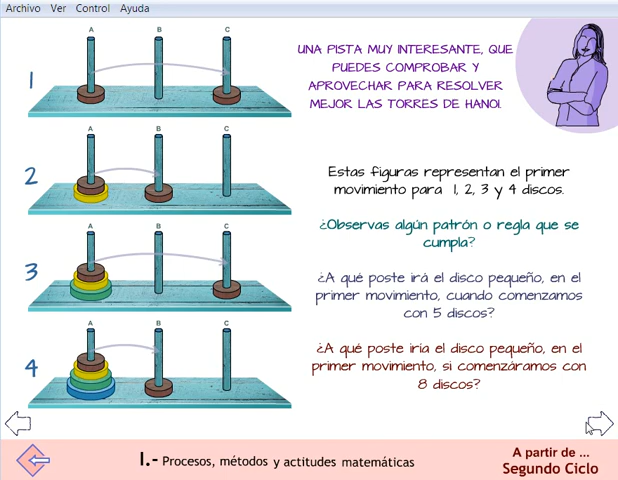 Archivo Ver Control Ayuda
A B C
1
UNA PISTA MUY INTERESANTE, QUE
PUEDES COMPROBAR Y
APROVECHAR PARA RESOLVER
MEJOR LAS TORRES DE HANOI.
A B C
2
Estas figuras representan el primer
movimiento para 1, 2, 3 y 4 discos.
¿Observas algún patrón o regla que se
cumpla?
A B C
3
¿A qué poste irá el disco pequeño, en el
primer movimiento, cuando comenzamos
con 5 discos?
A B C
4
¿A qué poste iría el disco pequeño, en el
primer movimiento, si comenzáramos con
8 discos?
I.- Procesos, métodos y actitudes matemáticas
A partir de ...
Segundo Ciclo